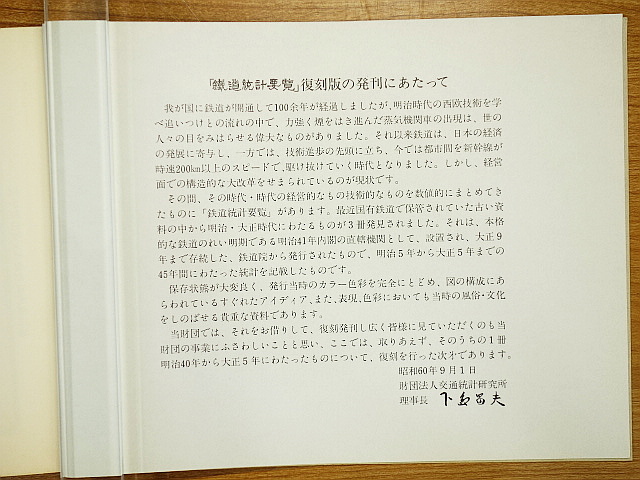 「鐵道統計要覽」復刻版の発刊にあたって
我が国に鉄道が開通して100余年が経過しましたが、明治時代の西欧技術を学
べ追いつけとの流れの中で、力強く煙をはき進んだ蒸気機関車の出現は、世の
人々の目をみはらせる偉大なものがありました。それ以来鉄道は、日本の経済
の発展に寄与し、一方では、技術進歩の先頭に立ち、今では都市間を新幹線が
時速200km以上のスピードで、駆け抜けていく時代となりました。しかし、経営
面での構造的な大改革をせまられているのが現状です。
その間、その時代・時代の経営的なもの技術的なものを数値的にまとめてき
たものに「鉄道統計要覧」があります。最近国有鉄道で保管されていた古い資
料の中から明治・大正時代にわたるものが3冊発見されました。それは、本格
的な鉄道のれい明期である明治41年内閣の直轄機関として、設置され、大正9
年まで存続した、鉄道院から発行されたもので、明治5年から大正5年までの
45年間にわたった統計を記載したものです。
保存状態が大変良く、発行当時のカラー色彩を完全にとどめ、図の構成にあ
らわれているすぐれたアイディア、また、表現、色彩においても当時の風俗・文化
をしのばせる貴重な資料であります。
当財団では、それをお借りして、復刻発刊し広く皆様に見ていただくのも当
財団の事業にふさわしいことと思い、ここでは、取りあえず、そのうちの1冊
明治40年から大正5年にわたったものについて、復刻を行った次才であります。
昭和60年9月1日
財団法人交通統計研究所
理事長